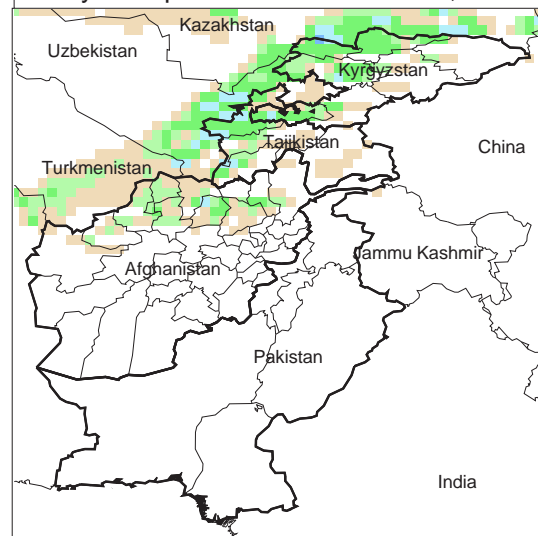 Kazakhstan
Uzbekistan
Kyrgyzstan
Tajikistan
China
Turkmenistan
Jammu Kashmir
Afghanistan
Pakistan
India